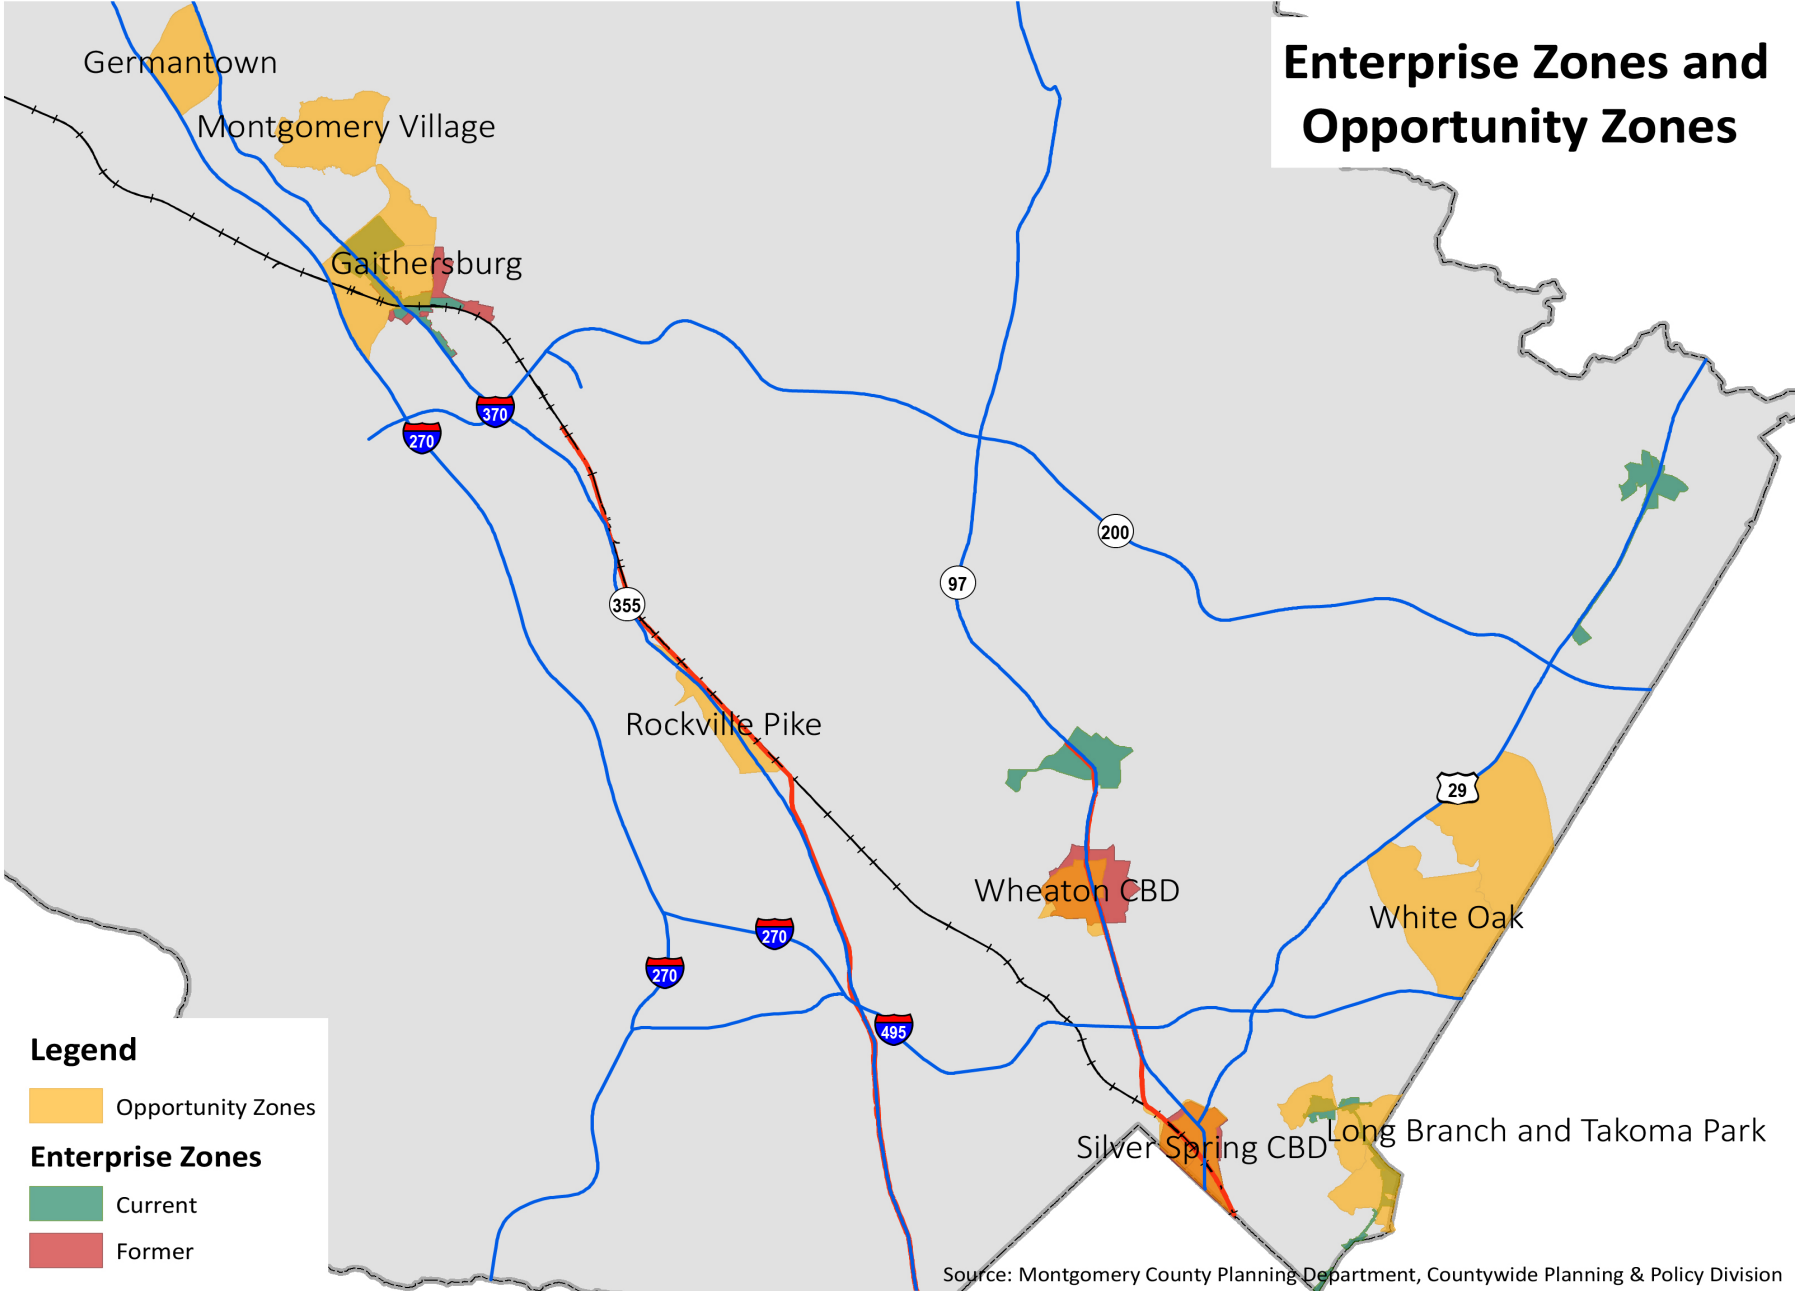 Enterprise Zones and
Opportunity Zones
Germantown
Montgomery Village
Gaithersburg
370
270
200
97
355
Rockville Pike
29
Wheaton CBD
White Oak
270
270
495
Legend
Opportunity Zones
Enterprise Zones
Current
Former
Long Branch and Takoma Park
Silver Spring CBD
Source: Montgomery County Planning Department, Countywide Planning & Policy Division